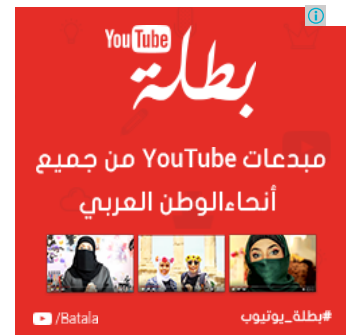 YouTube
بطلة
مبدعات YouTube من جميع
أنحاءالوطن العربي
/Batala
#بطلة_يوتيوب